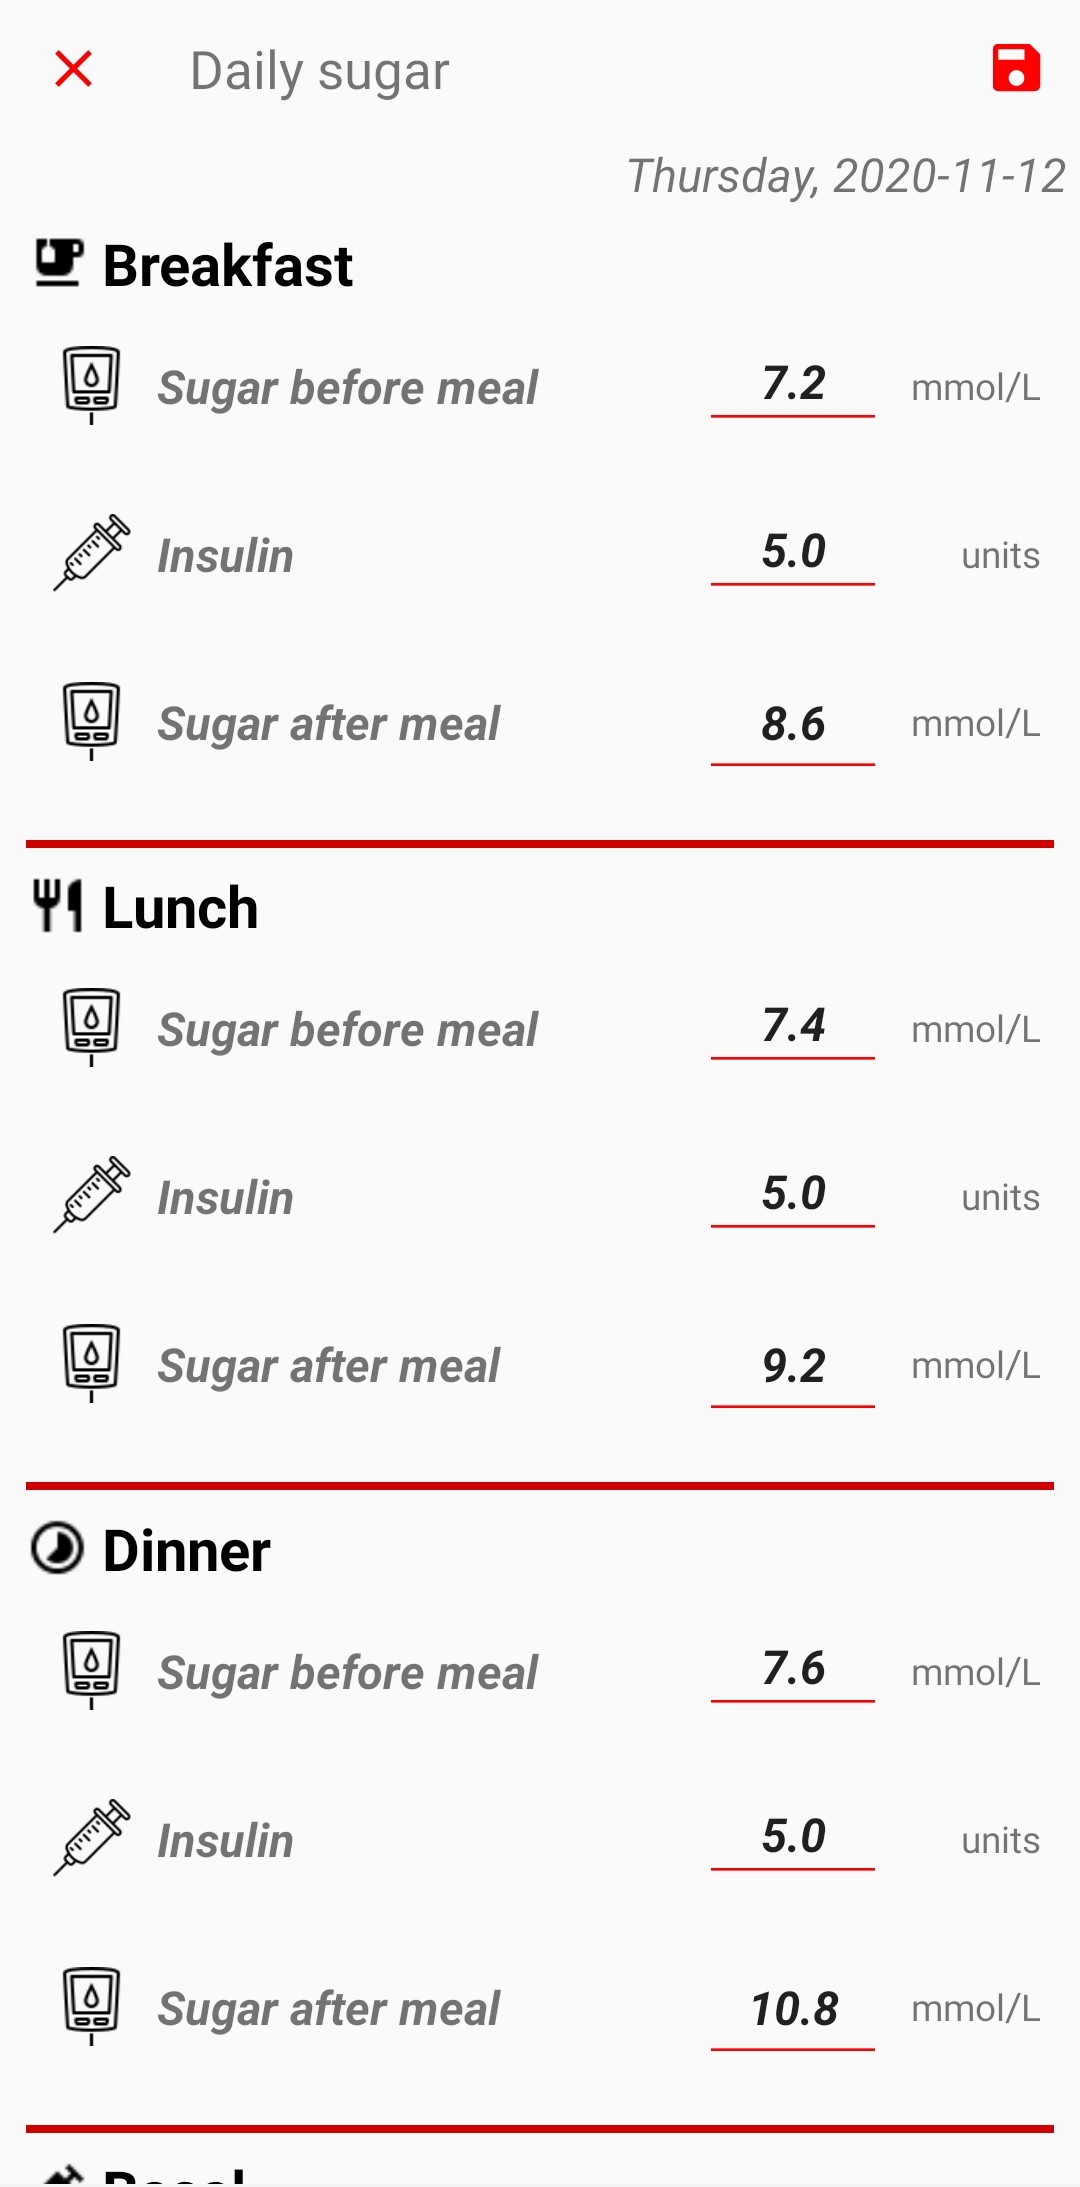 Daily sugar
Thursday, 2020-11-12
Breakfast
Sugar before meal 7.2 mmol/L
Insulin 5.0 units
Sugar after meal 8.6 mmol/L
Lunch
Sugar before meal 7.4 mmol/L
Insulin 5.0 units
Sugar after meal 9.2 mmol/L
Dinner
Sugar before meal 7.6 mmol/L
Insulin 5.0 units
Sugar after meal 10.8 mmol/L
Basal